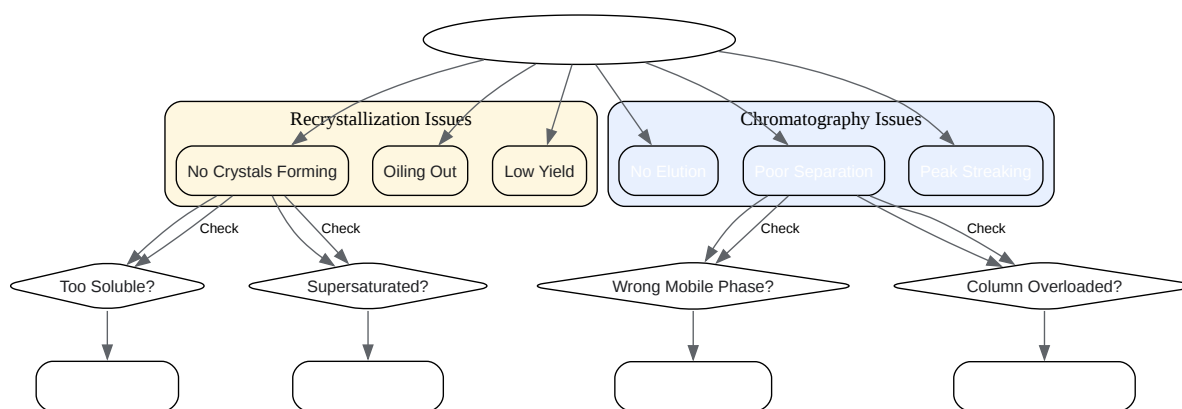 Recrystallization Issues
Chromatography Issues
No Crystals Forming
Oiling Out
Low Yield
No Elution
Poor Separation
Peak Streaking
Check
Check
Check
Check
Too Soluble?
Supersaturated?
Wrong Mobile Phase?
Column Overloaded?